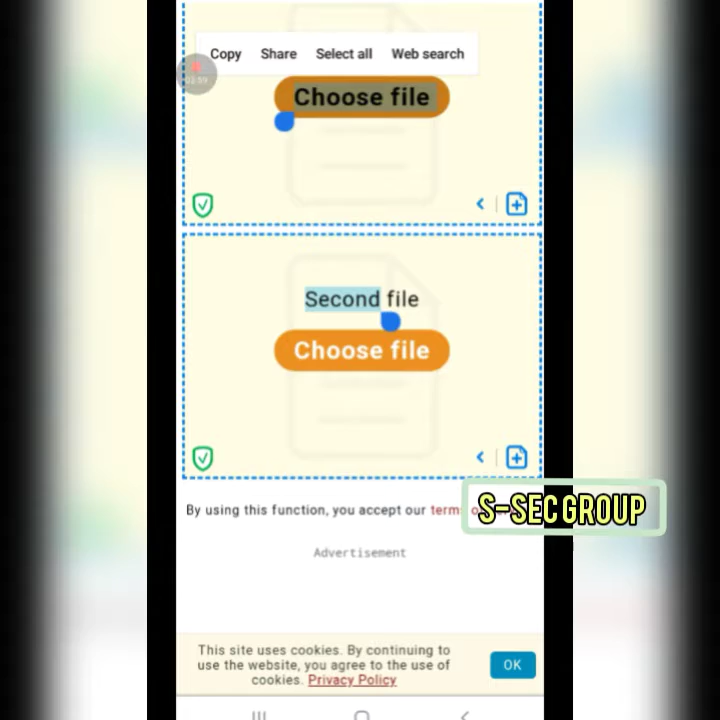 Copy Share Select all Web search
Choose file
Second file
Choose file
By using this function, you accept our terms
S-SEC GROUP
Advertisement
This site uses cookies. By continuing to
use the website, you agree to the use of
cookies. Privacy Policy
OK